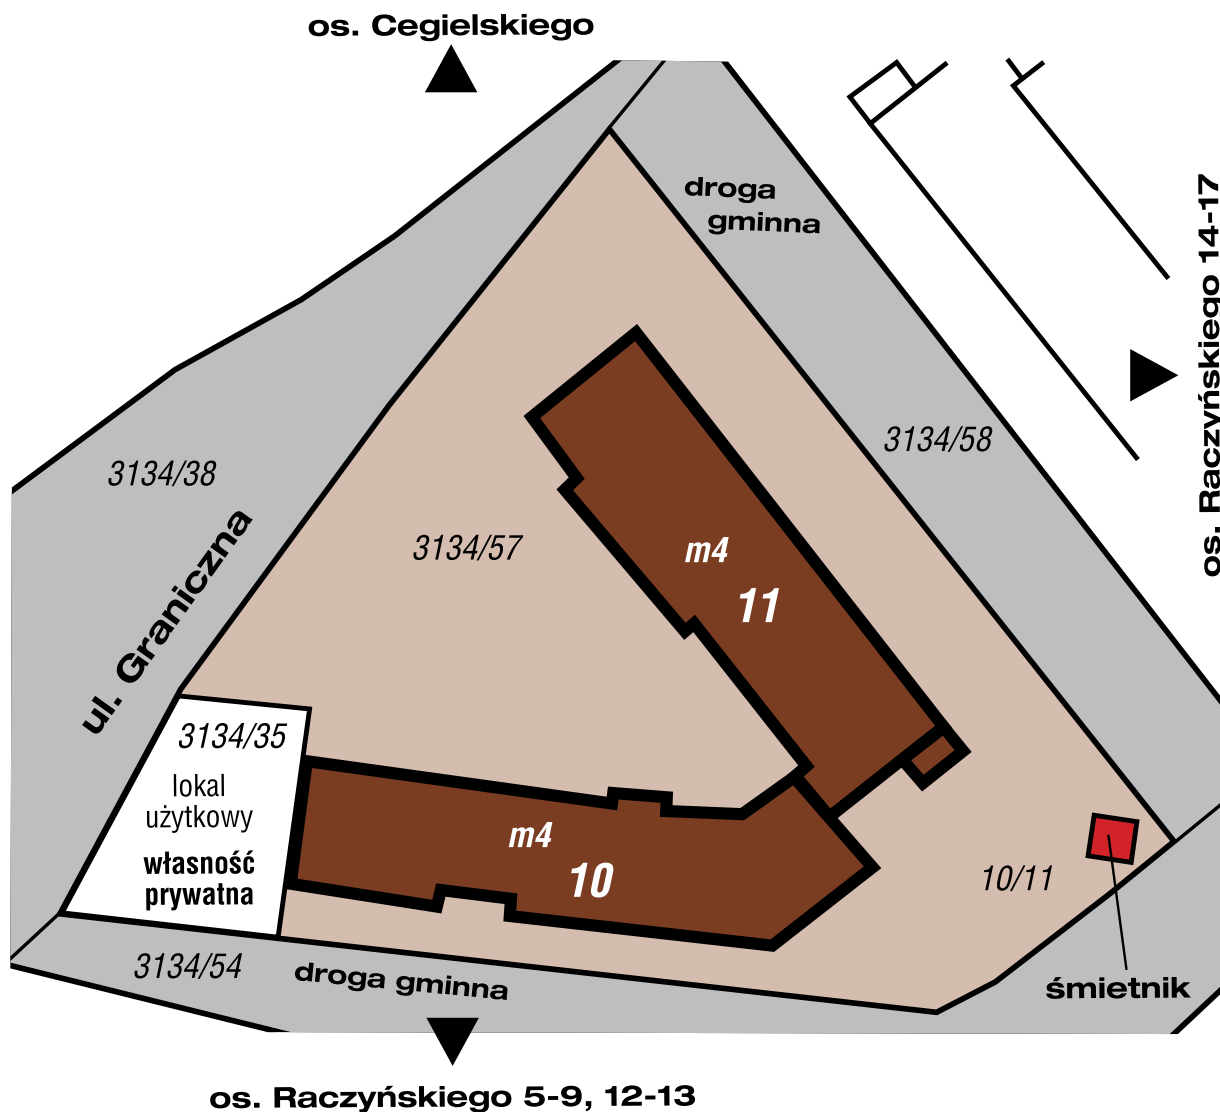 os. Cegielskiego
droga
gminna
os. Raczyńskiego 14-17
3134/58
3134/38
ul. Graniczna
3134/57
m4
11
3134/35
lokal
użytkowy
własność
prywatna
m4
10
10/11
śmietnik
3134/54
droga gminna
os. Raczyńskiego 5-9, 12-13